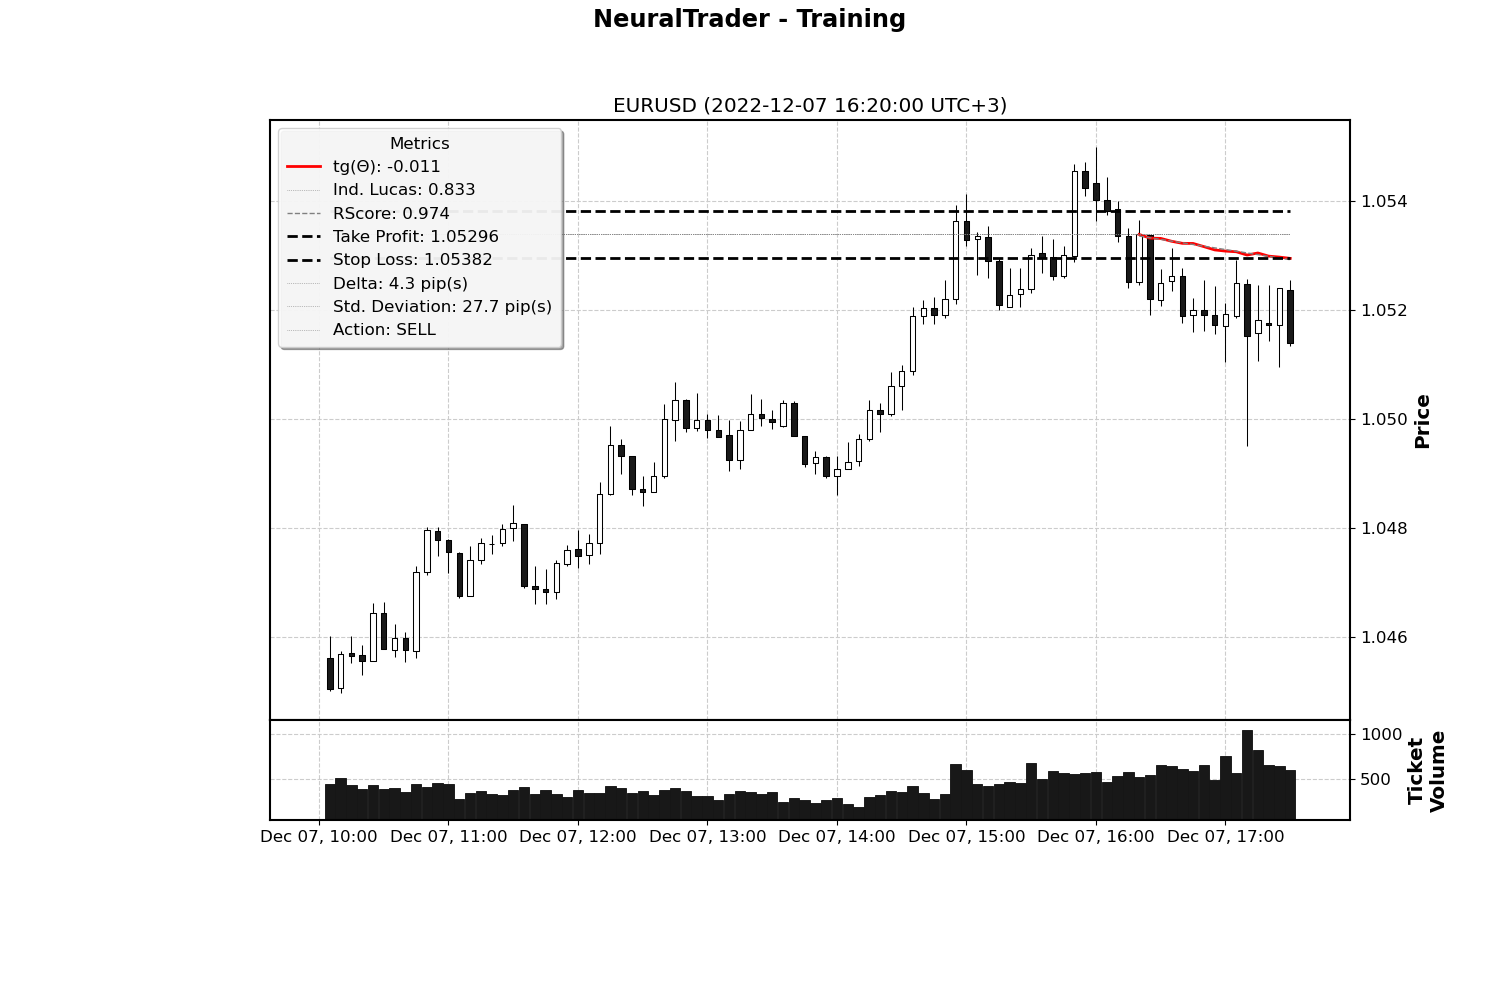 NeuralTrader - Training
EURUSD (2022-12-07 16:20:00 UTC+3)
Metrics
tg(Θ): -0.011
Ind. Lucas: 0.833
RScore: 0.974
Take Profit: 1.05296
Stop Loss: 1.05382
Delta: 4.3 pip(s)
Std. Deviation: 27.7 pip(s)
Action: SELL
1.054
1.052
1.050
1.048
1.046
Price
1000
500
Ticket
Volume
Dec 07, 10:00 Dec 07, 11:00 Dec 07, 12:00 Dec 07, 13:00 Dec 07, 14:00 Dec 07, 15:00 Dec 07, 16:00 Dec 07, 17:00